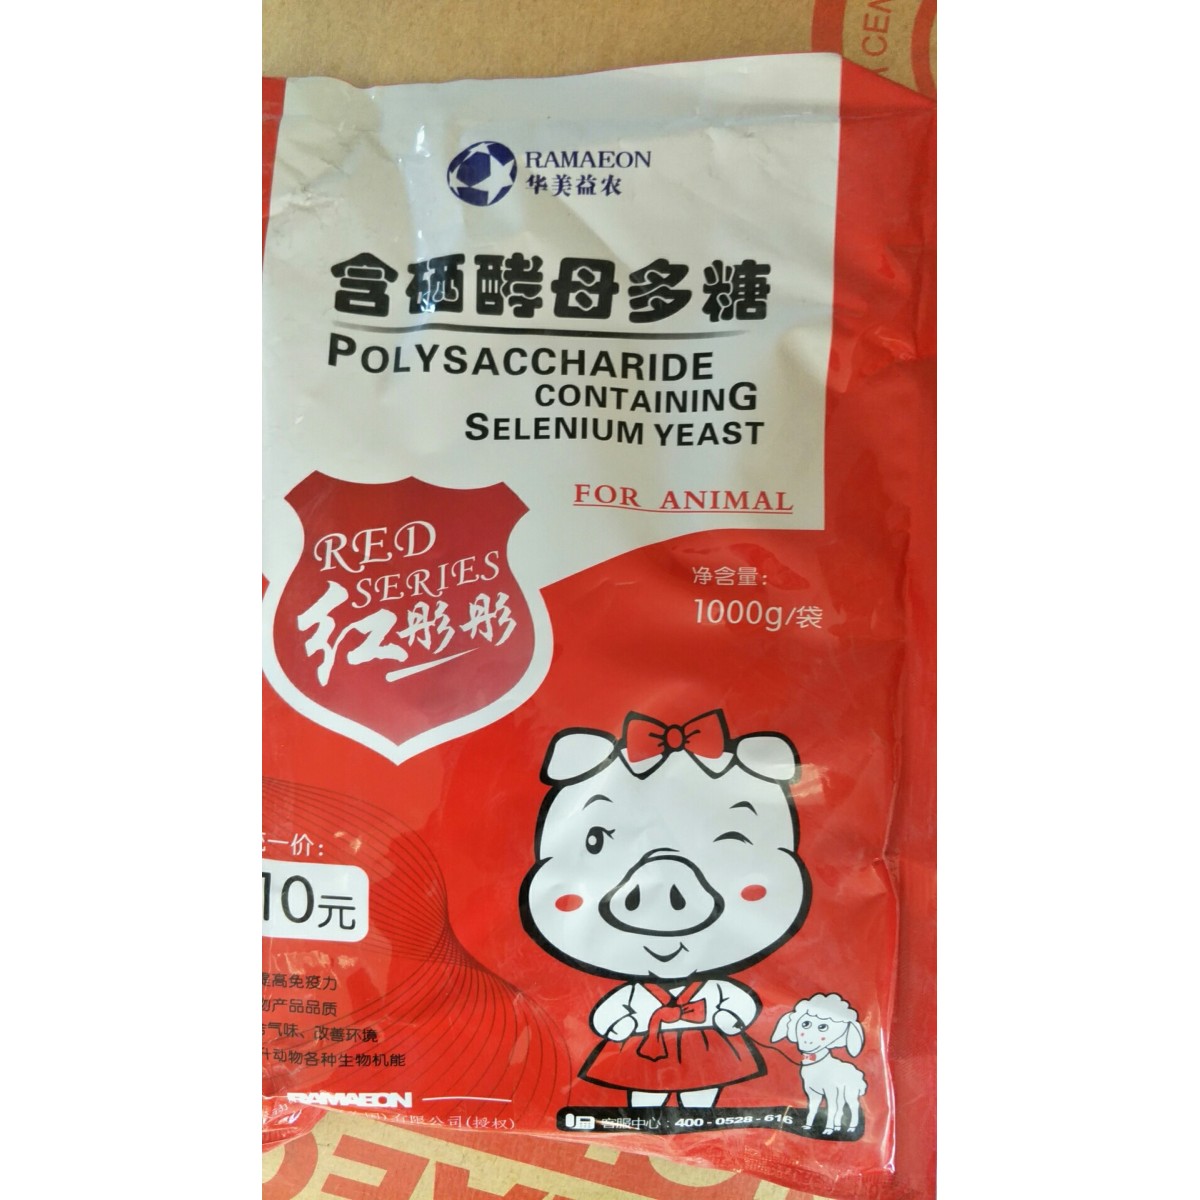 RAMAEON
华美益农
含硒酵母多糖
POLYSACCHARIDE
CONTAINING
SELENIUM YEAST
FOR ANIMAL
RED
SERIES
红彤彤
净含量：
1000g/袋
一价：
10元
高免疫力
产品品质
气味、改善环境
动物各种生物机能
RAMAEON
有限公司(授权)
客服中心：400-0528-616